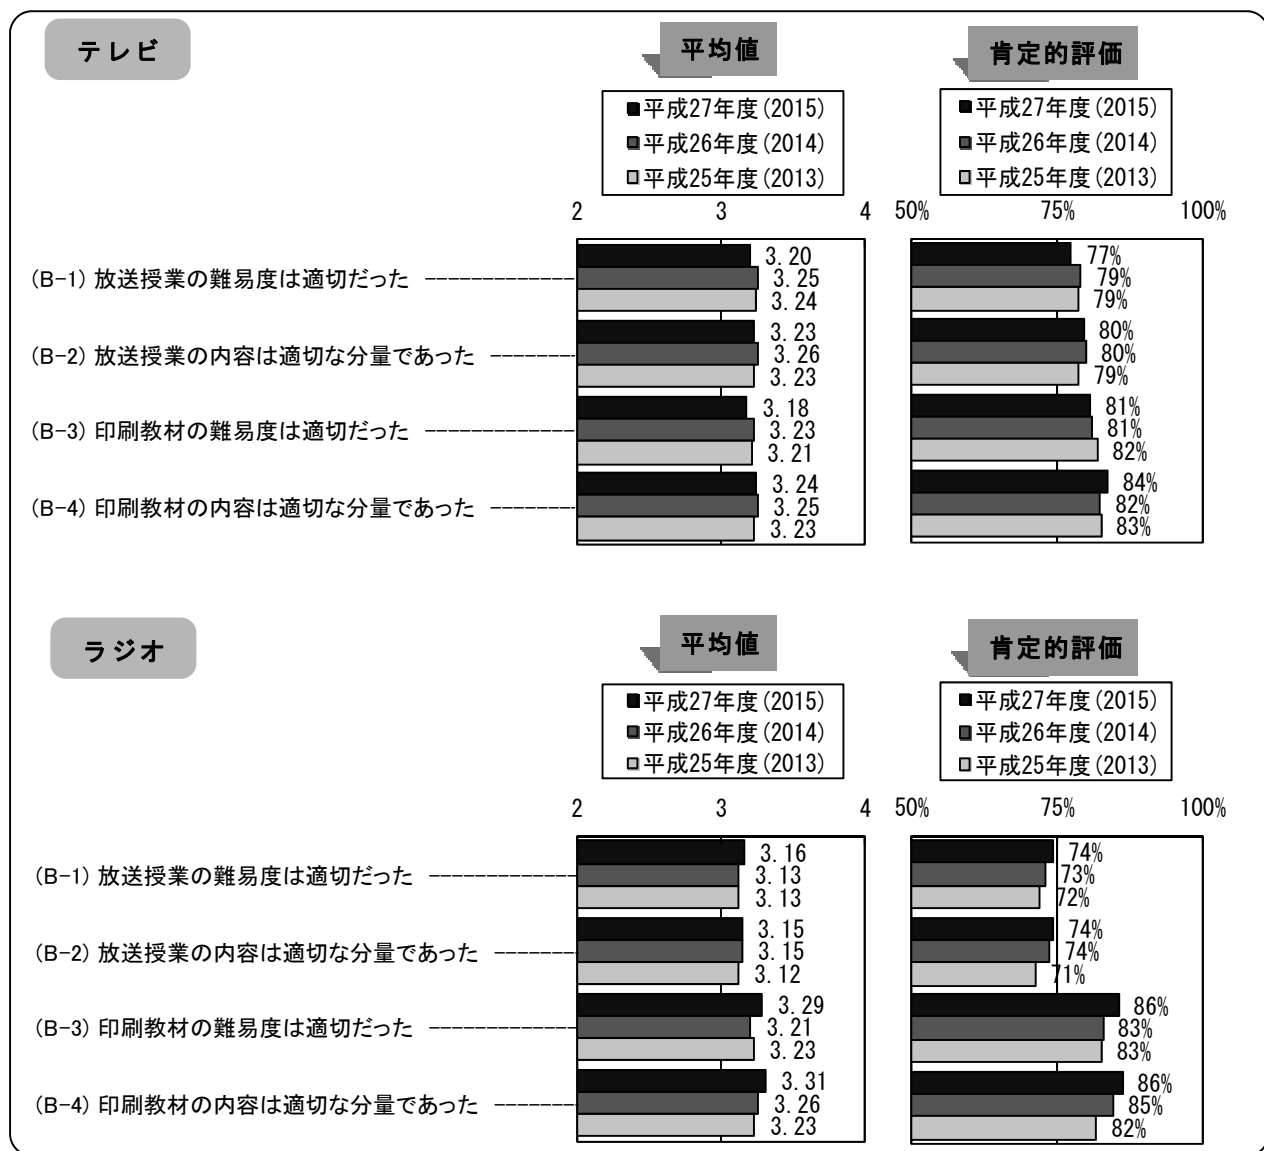 テレビ
平均値
肯定的評価
■平成27年度(2015)
■平成26年度(2014)
□平成25年度(2013)
■平成27年度(2015)
■平成26年度(2014)
□平成25年度(2013)
2 3 4
50% 75% 100%
(B-1) 放送授業の難易度は適切だった
3.20
3.25
3.24
77%
79%
79%
(B-2) 放送授業の内容は適切な分量であった
3.23
3.26
3.23
80%
80%
79%
(B-3) 印刷教材の難易度は適切だった
3.18
3.23
3.21
81%
81%
82%
(B-4) 印刷教材の内容は適切な分量であった
3.24
3.25
3.23
84%
82%
83%
ラジオ
平均値
肯定的評価
■平成27年度(2015)
■平成26年度(2014)
□平成25年度(2013)
■平成27年度(2015)
■平成26年度(2014)
□平成25年度(2013)
2 3 4
50% 75% 100%
(B-1) 放送授業の難易度は適切だった
3.16
3.13
3.13
74%
73%
72%
(B-2) 放送授業の内容は適切な分量であった
3.15
3.15
3.12
74%
74%
71%
(B-3) 印刷教材の難易度は適切だった
3.29
3.21
3.23
86%
83%
83%
(B-4) 印刷教材の内容は適切な分量であった
3.31
3.26
3.23
86%
85%
82%